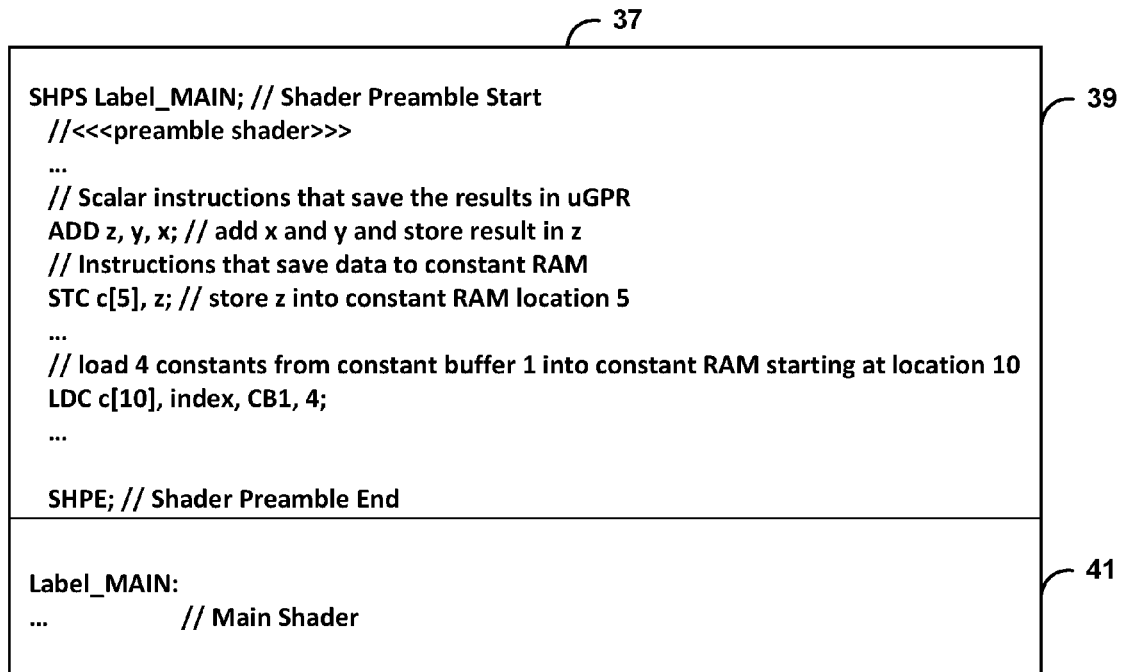 37
39
SHPS Label_MAIN; // Shader Preamble Start
//<<<preamble shader>>>
...
// Scalar instructions that save the results in uGPR
ADD z, y, x; // add x and y and store result in z
// Instructions that save data to constant RAM
STC c[5], z; // store z into constant RAM location 5
...
// load 4 constants from constant buffer 1 into constant RAM starting at location 10
LDC c[10], index, CB1, 4;
...
SHPE; // Shader Preamble End
41
Label_MAIN:
... // Main Shader